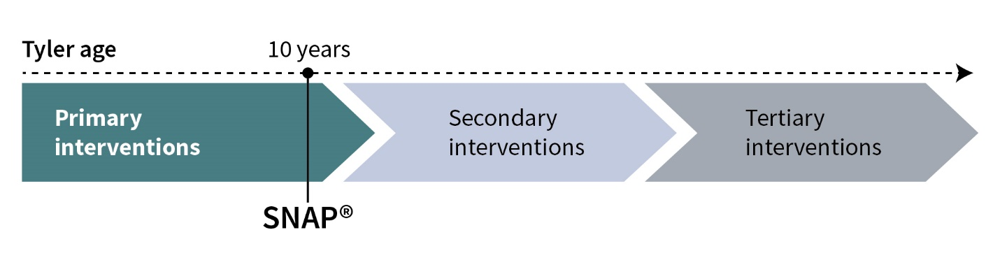 Tyler age 10 years
Primary
interventions
Secondary
interventions
Tertiary
interventions
SNAP®